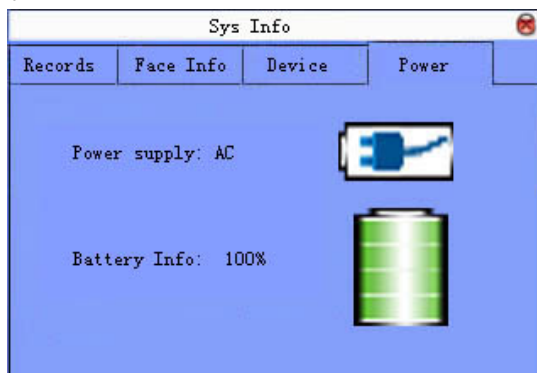 Sys Info
Records Face Info Device Power
Power supply: AC
Battery Info: 100%